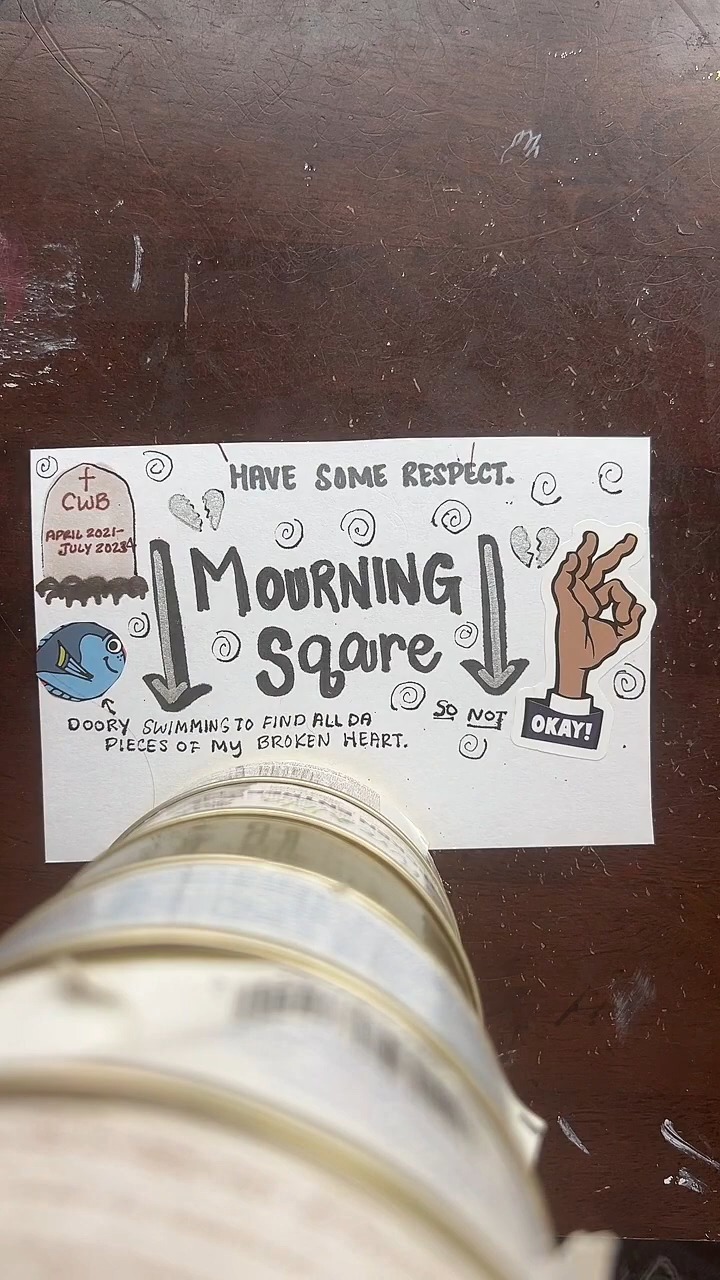 HAVE SOME RESPECT.
CWB
APRIL 2021-
JULY 2023
MOURNING
Sqaure
SO NOT
OKAY!
DOORY SWIMMING TO FIND ALL DA
PIECES OF MY BROKEN HEART.